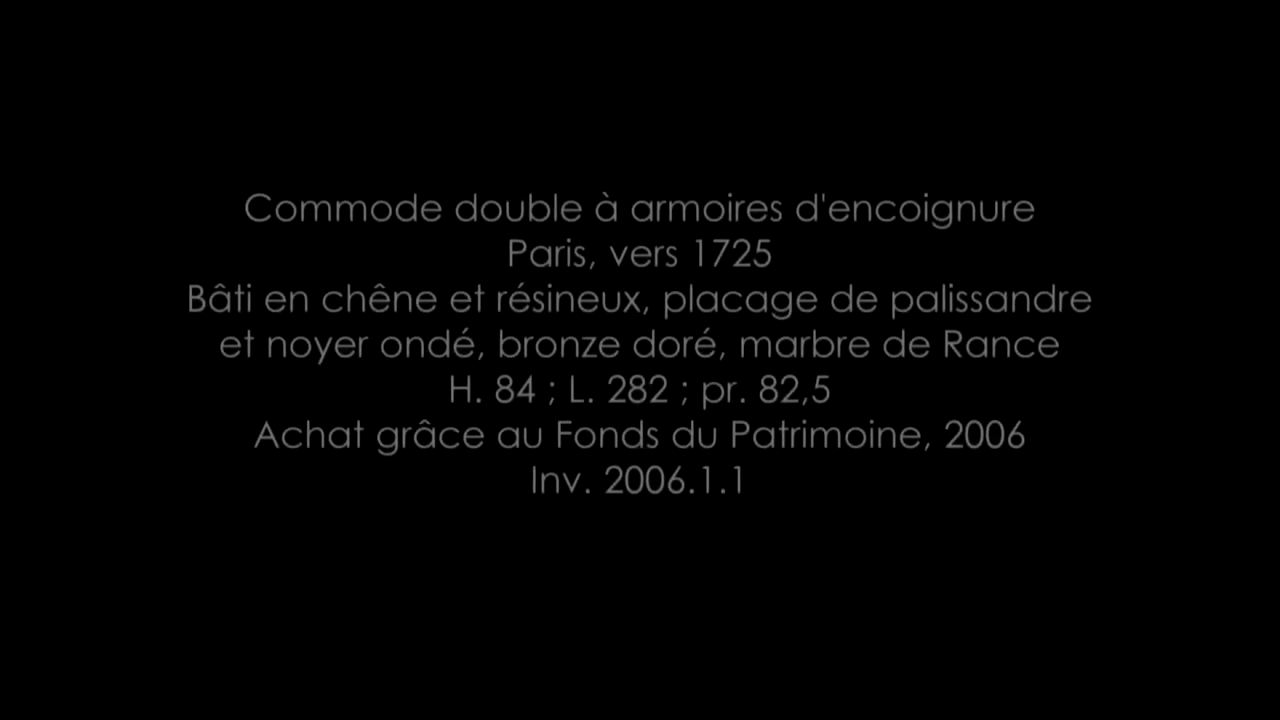 Commode double à armoires d'encoignure
Paris, vers 1725
Bâti en chêne et résineux, placage de palissandre
et noyer ondé, bronze doré, marbre de Rance
H. 84 ; L. 282 ; pr. 82,5
Achat grâce au Fonds du Patrimoine, 2006
Inv. 2006.1.1